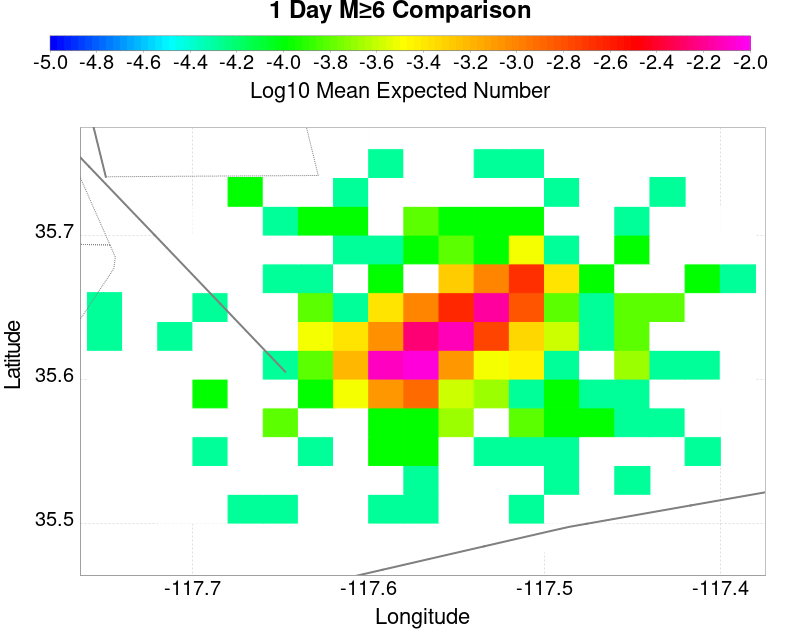 1 Day M≥6 Comparison
-5.0 -4.8 -4.6 -4.4 -4.2 -4.0 -3.8 -3.6 -3.4 -3.2 -3.0 -2.8 -2.6 -2.4 -2.2 -2.0
Log10 Mean Expected Number
35.7
35.6
35.5
Latitude
-117.7 -117.6 -117.5 -117.4
Longitude